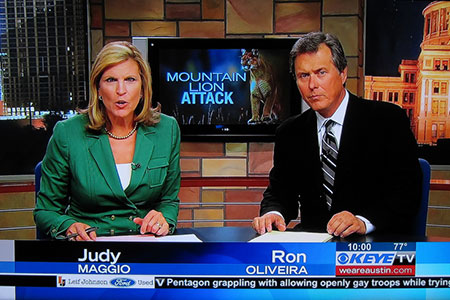 MOUNTAIN
LION
ATTACK
Judy
MAGGIO
Ron
OLIVEIRA
10:00 77°
KEYE TV
weareaustin.com
Leif Johnson Ford Used V Pentagon grappling with allowing openly gay troops while trying